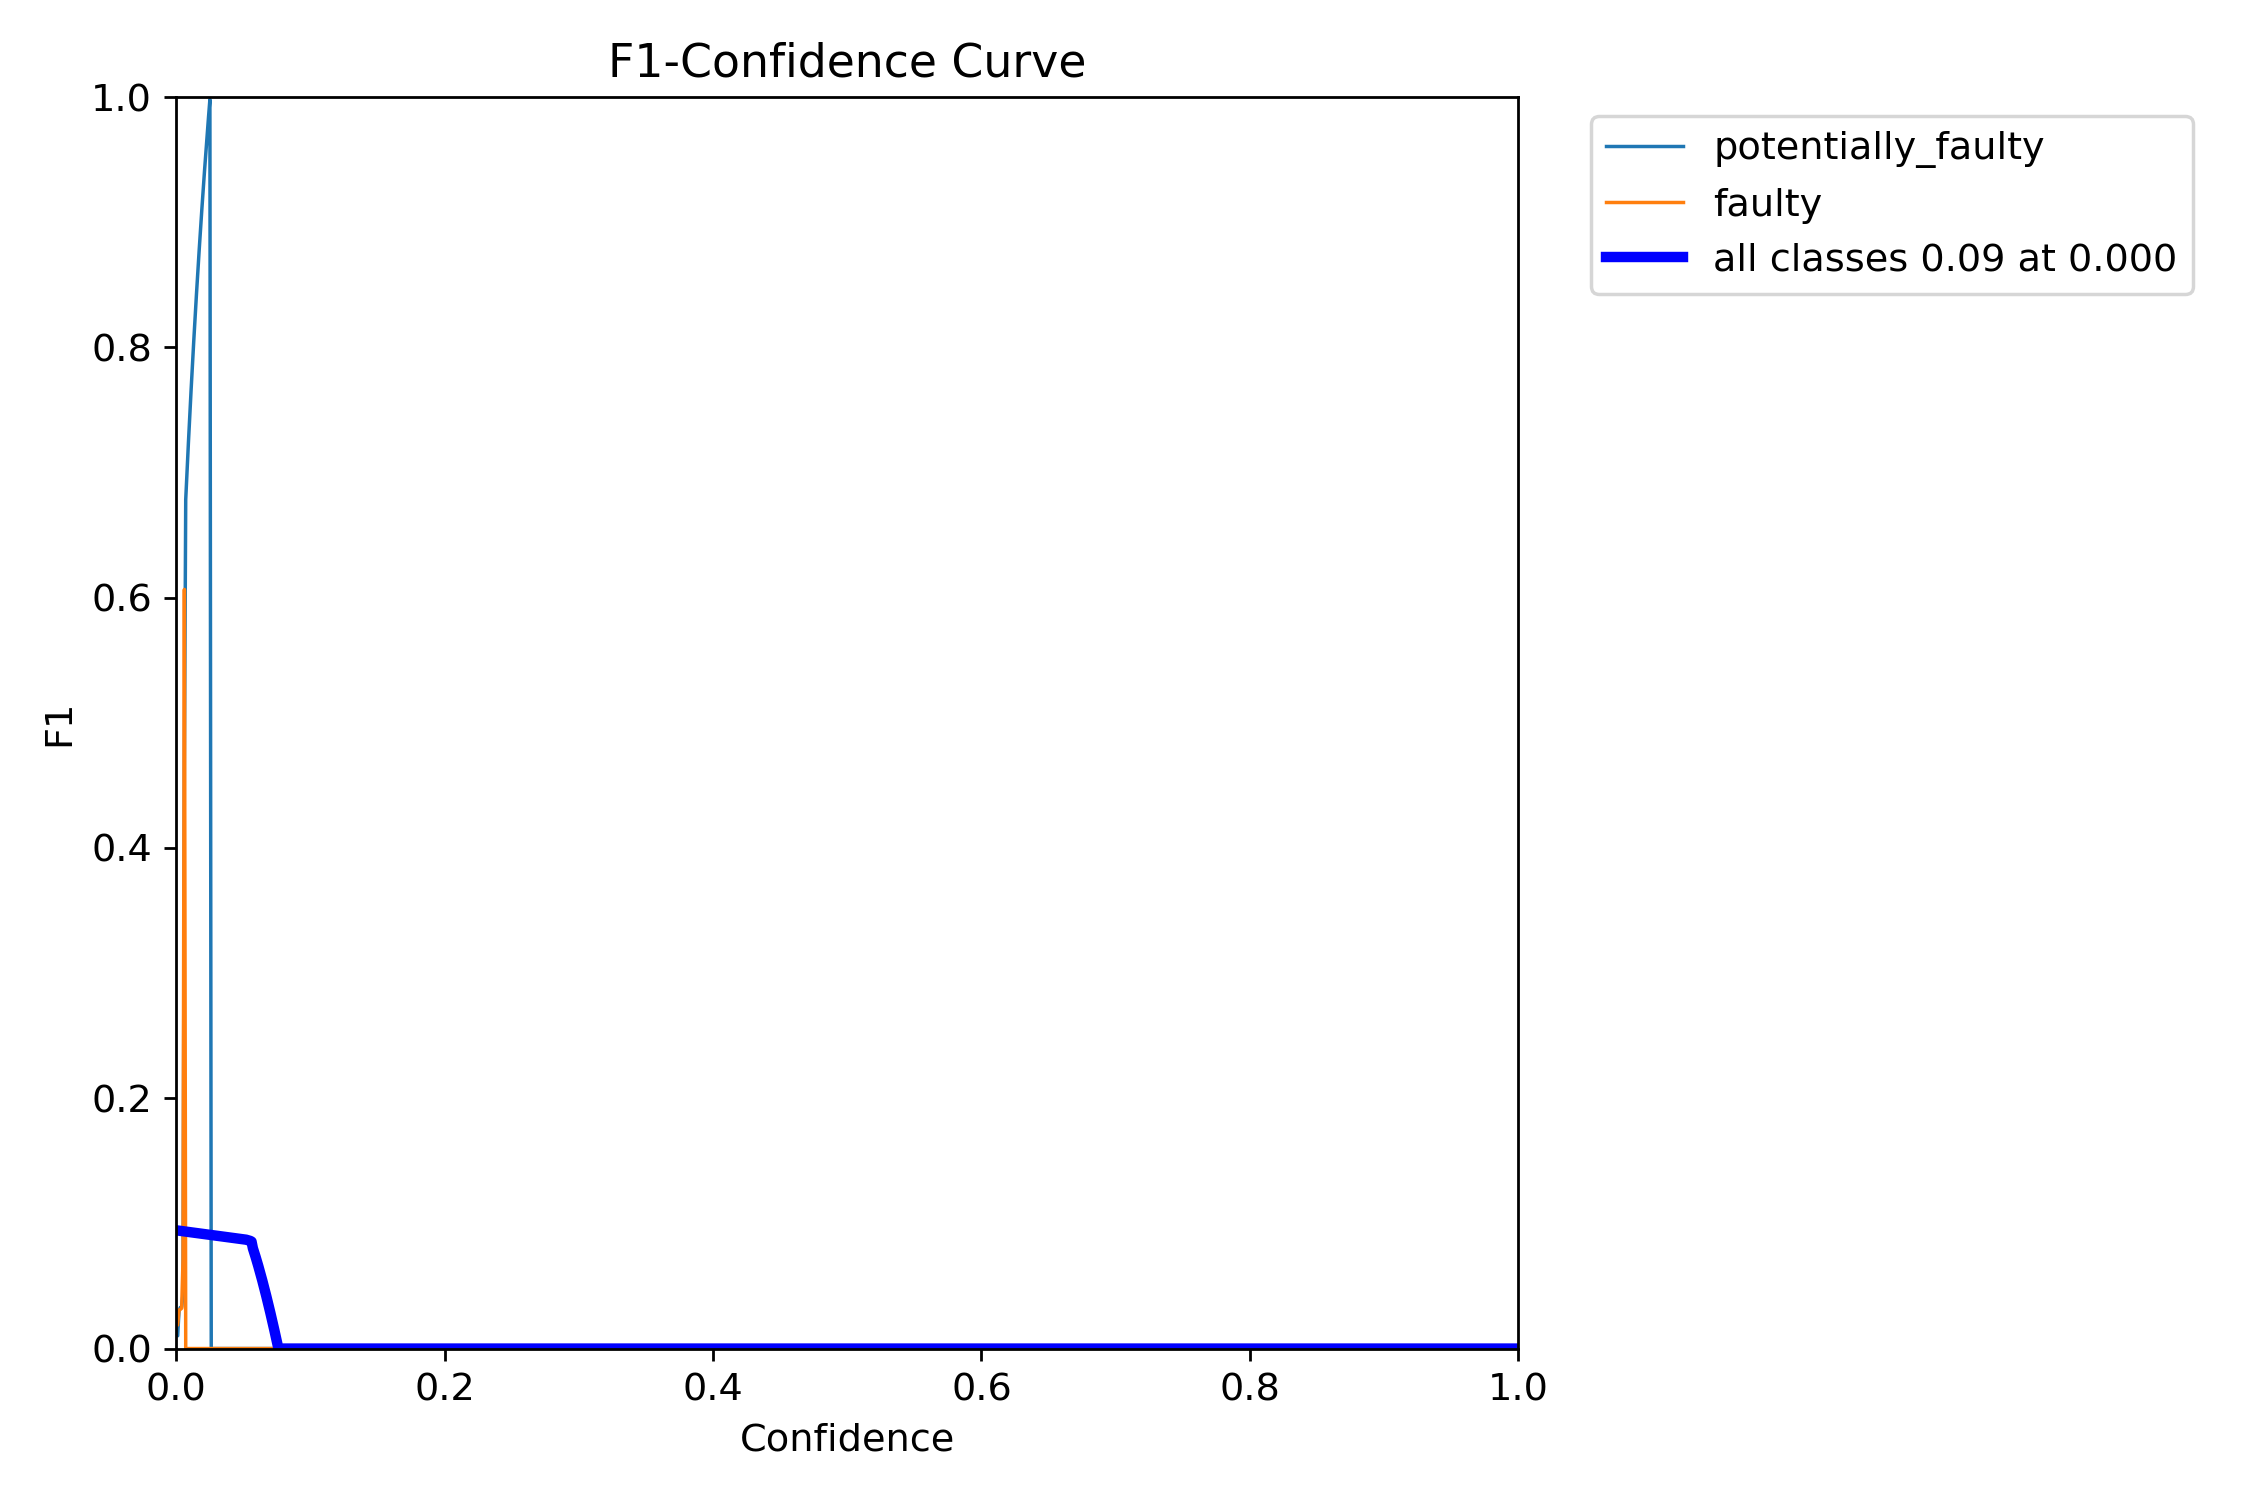 F1-Confidence Curve
1.0
0.8
0.6
0.4
0.2
0.0
F1
0.0 0.2 0.4 0.6 0.8 1.0
Confidence
potentially_faulty
faulty
all classes 0.09 at 0.000